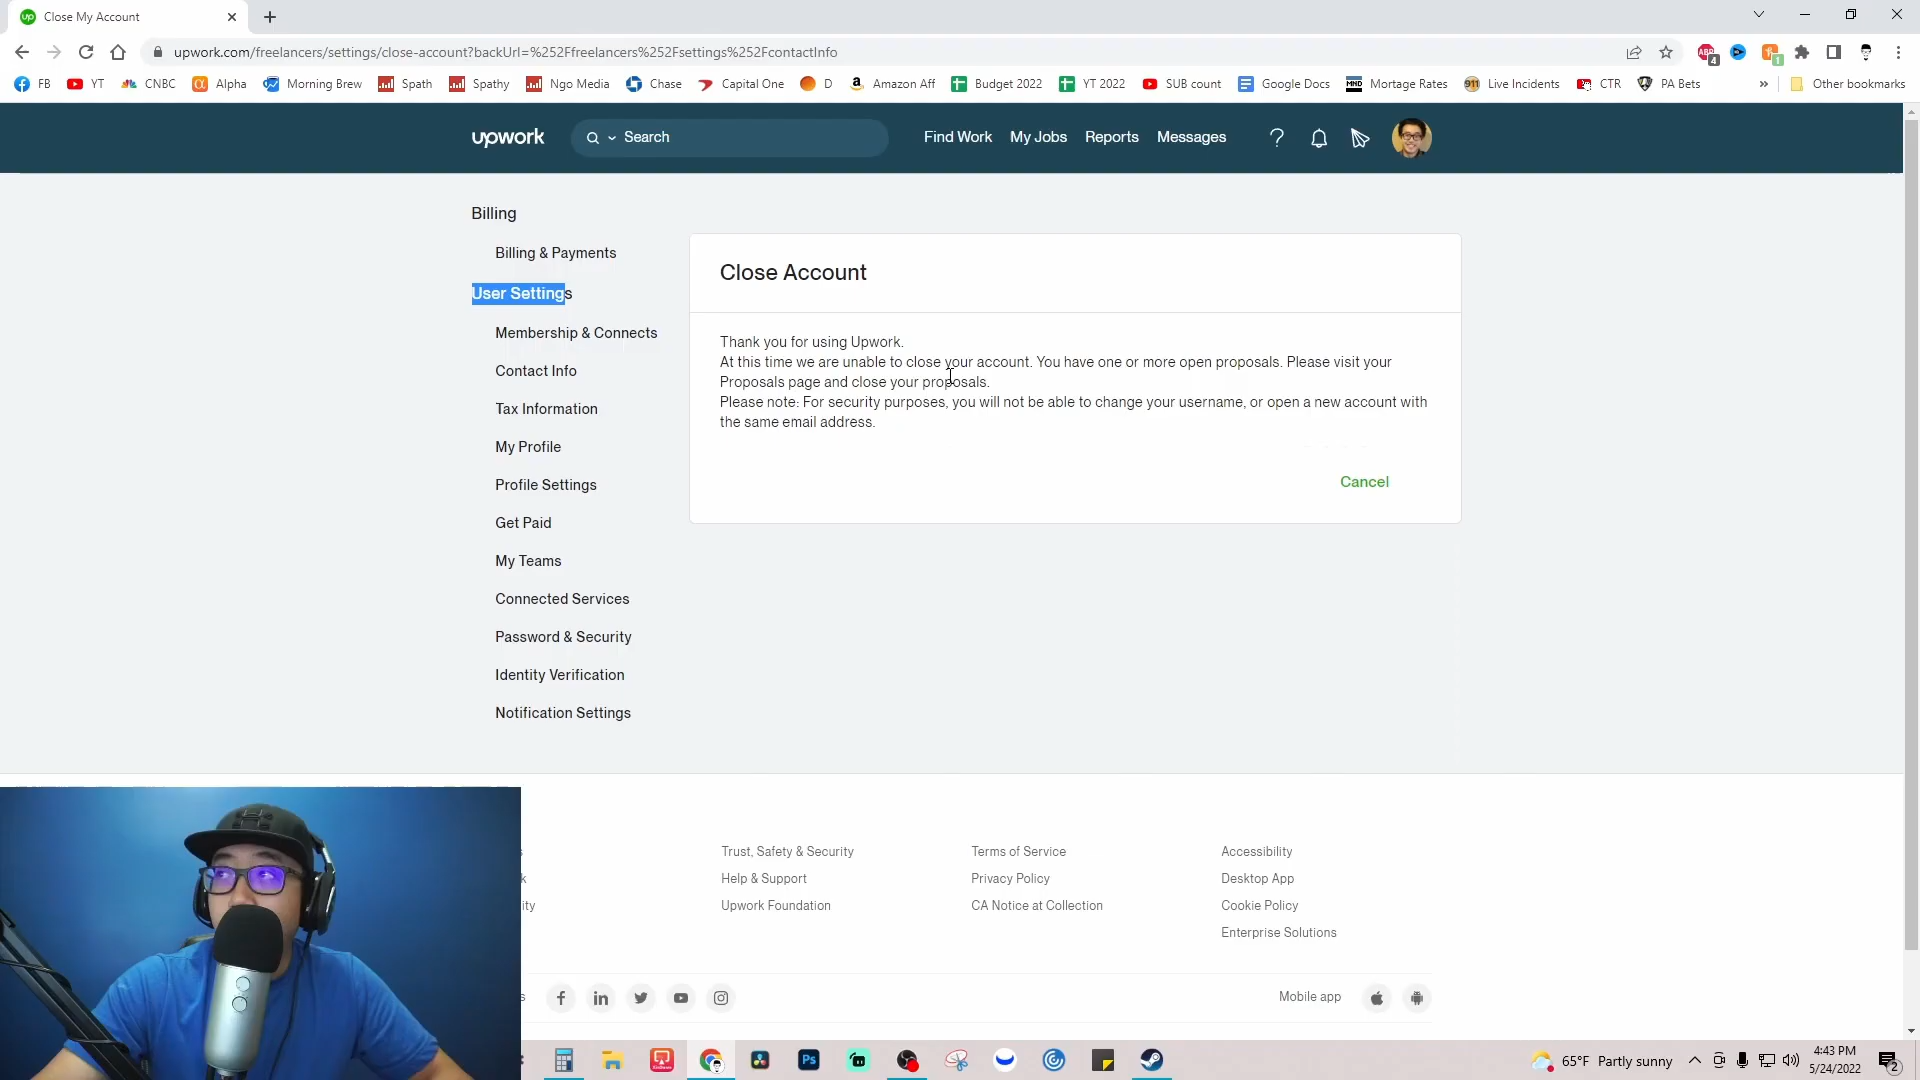 Close My Account
upwork.com/freelancers/settings/close-account?backUrl=%252Ffreelancers%252Fsettings%252FcontactInfo
4
1
FB
YT
CNBC
Alpha
Morning Brew
Spath
Spathy
Ngo Media
Chase
Capital One
D
Amazon Aff
Budget 2022
YT 2022
SUB count
Google Docs
Mortage Rates
Live Incidents
CTR
PA Bets
Other bookmarks
upwork
Search
Find Work
My Jobs
Reports
Messages
Billing
Billing & Payments
User Settings
Membership & Connects
Contact Info
Tax Information
My Profile
Profile Settings
Get Paid
My Teams
Connected Services
Password & Security
Identity Verification
Notification Settings
Close Account
Thank you for using Upwork.
At this time we are unable to close your account. You have one or more open proposals. Please visit your
Proposals page and close your proposals.
Please note: For security purposes, you will not be able to change your username, or open a new account with
the same email address.
Cancel
Trust, Safety & Security
Help & Support
Upwork Foundation
Terms of Service
Privacy Policy
CA Notice at Collection
Accessibility
Desktop App
Cookie Policy
Enterprise Solutions
Mobile app
Ps
65°F Partly sunny
4:43 PM
5/24/2022
2